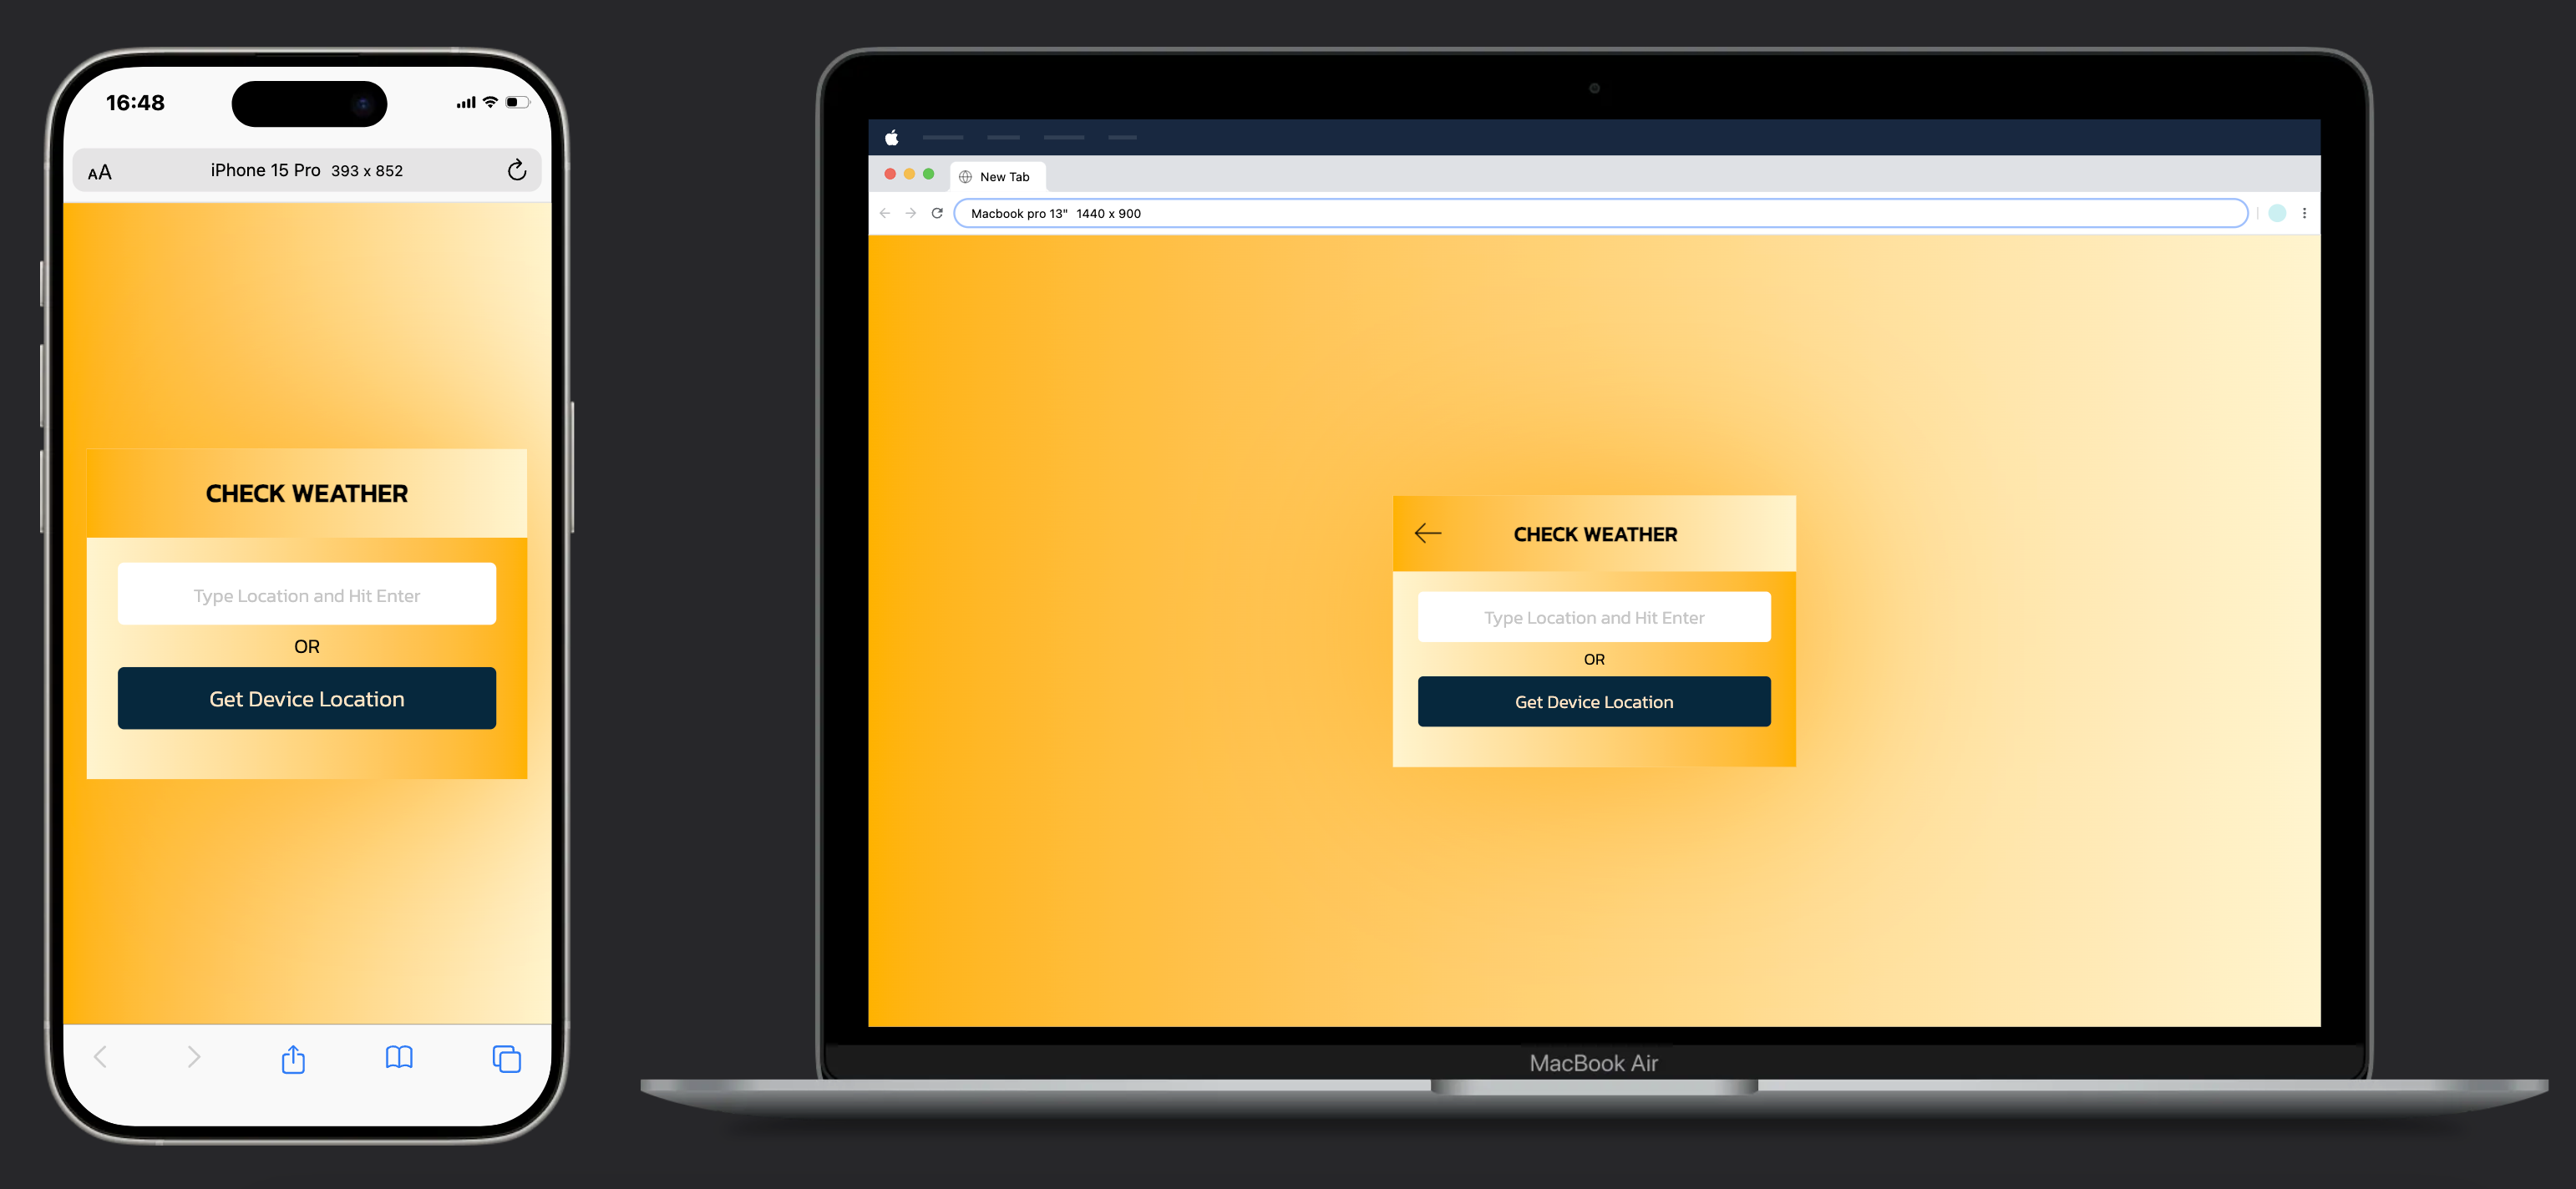 16:48
AA
iPhone 15 Pro 393 x 852
CHECK WEATHER
Type Location and Hit Enter
OR
Get Device Location
New Tab
Macbook pro 13" 1440 x 900
CHECK WEATHER
Type Location and Hit Enter
OR
Get Device Location
MacBook Air